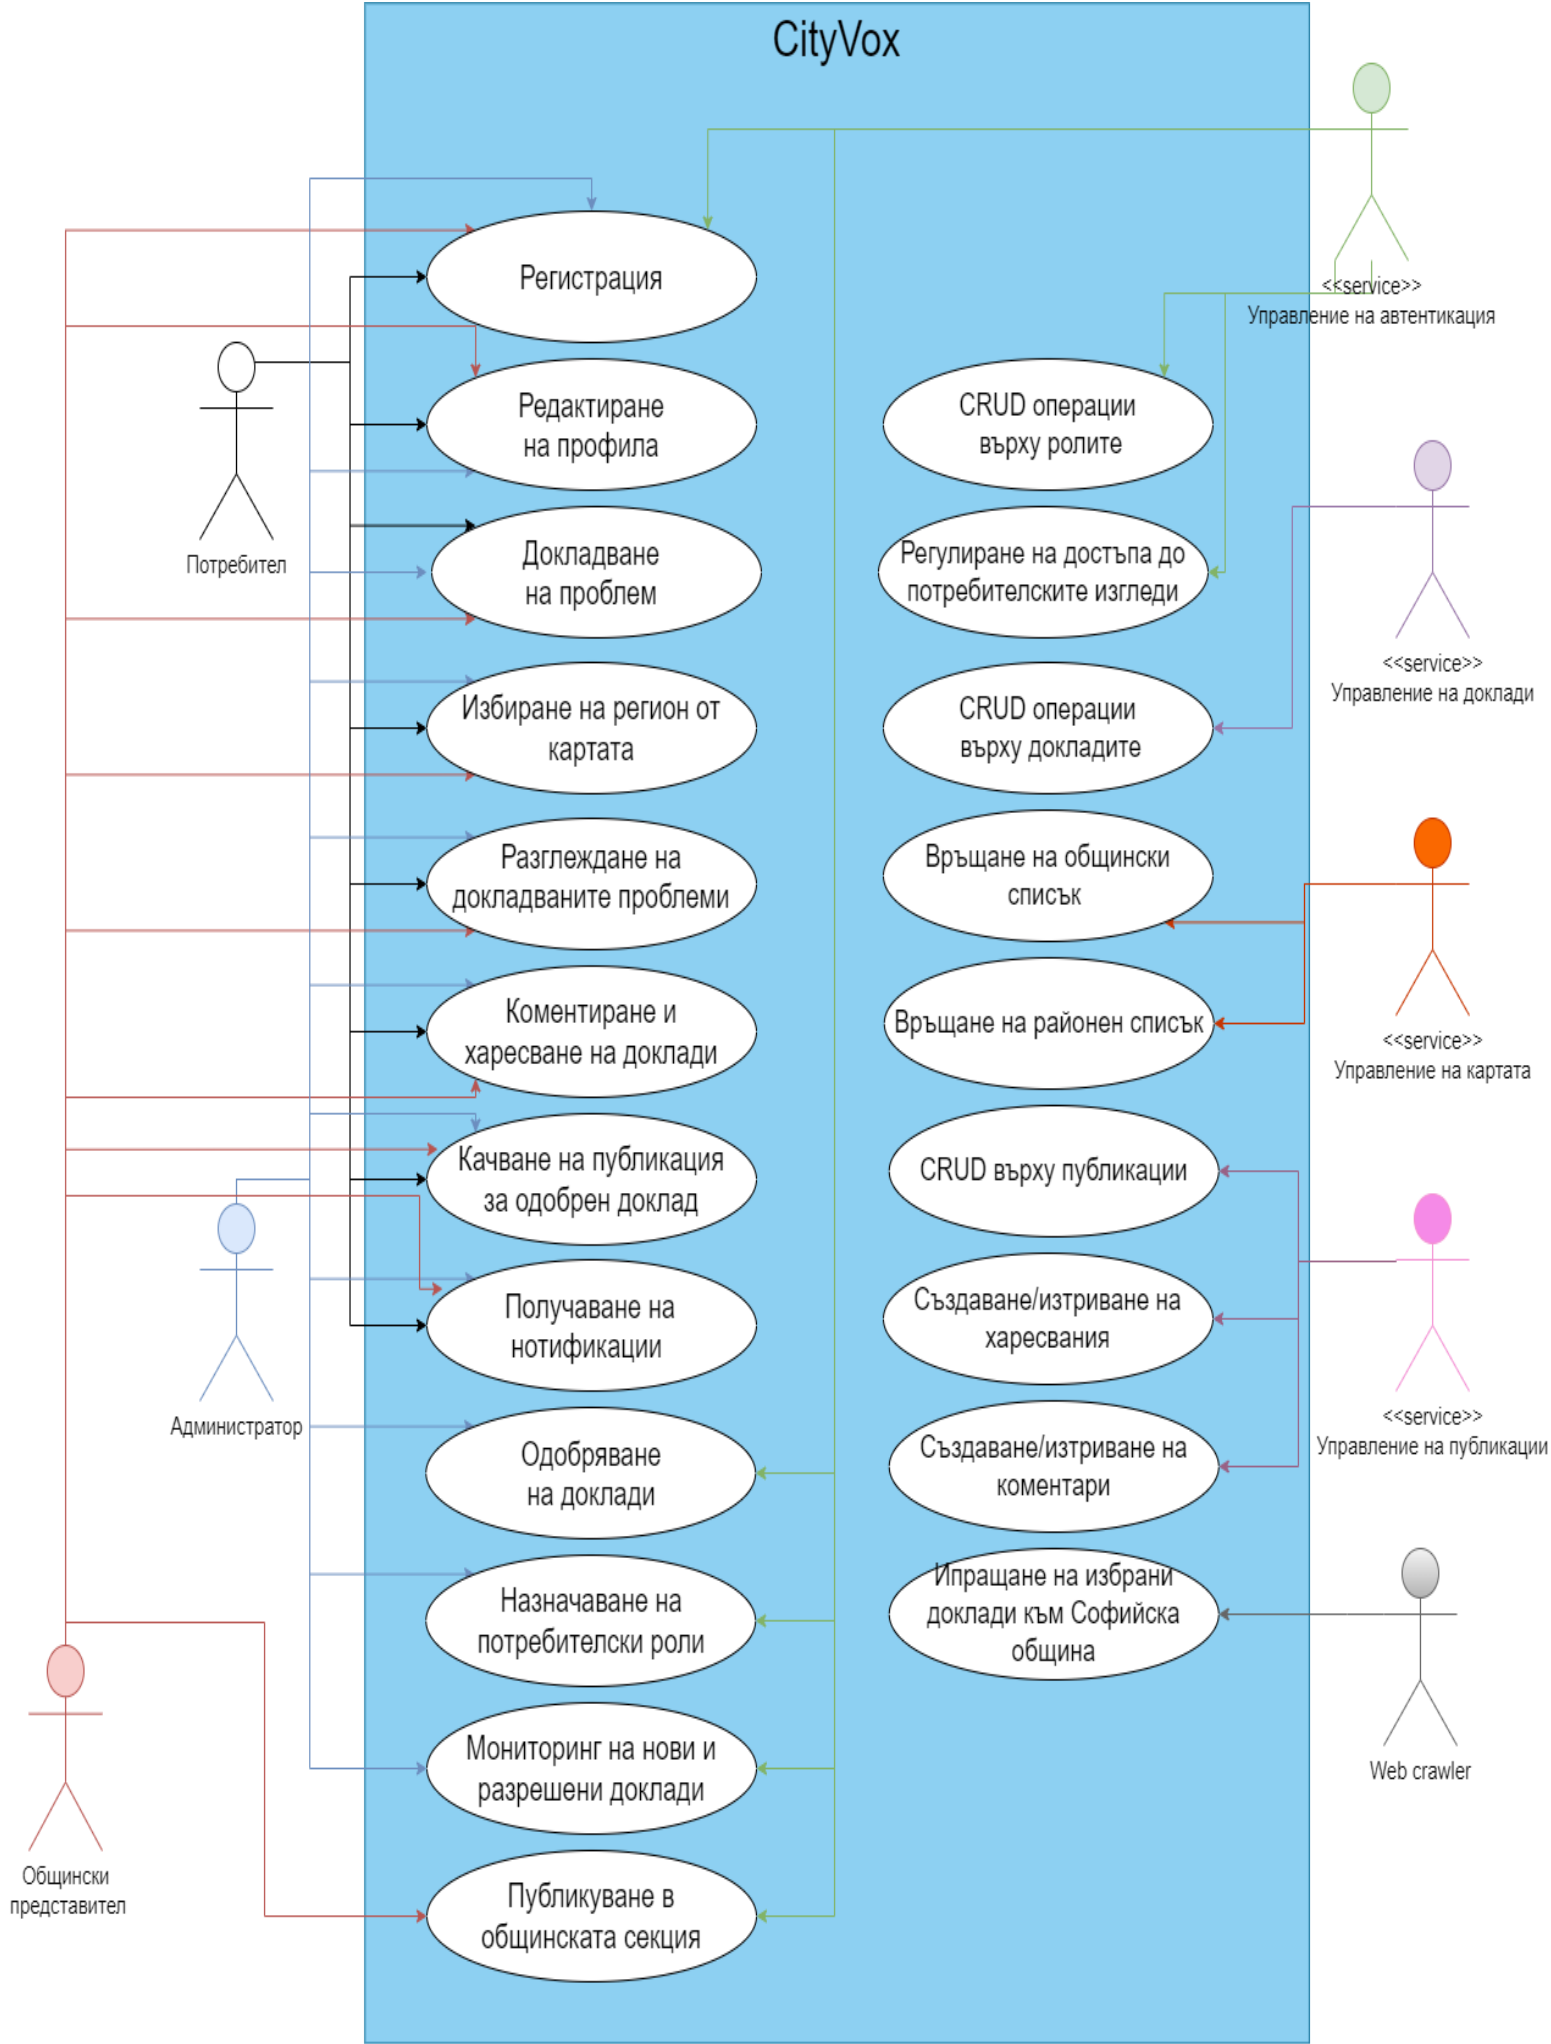 CityVox
Регистрация
Редактиране
на профила
Докладване
на проблем
Избиране на регион от
картата
Разглеждане на
докладваните проблеми
Коментиране и
харесване на доклади
Качване на публикация
за одобрен доклад
Получаване на
нотификации
Одобряване
на доклади
Назначаване на
потребителски роли
Мониторинг на нови и
разрешени доклади
Публикуване в
общинската секция
CRUD операции
върху ролите
Регулиране на достъпа до
потребителските изгледи
CRUD операции
върху докладите
Връщане на общински
списък
Връщане на районен списък
CRUD върху публикации
Създаване/изтриване на
харесвания
Създаване/изтриване на
коментари
Ипращане на избрани
доклади към Софийска
община
Потребител
Администратор
Общински
представител
<<service>>
Управление на автентикация
<<service>>
Управление на доклади
<<service>>
Управление на картата
<<service>>
Управление на публикации
Web crawler